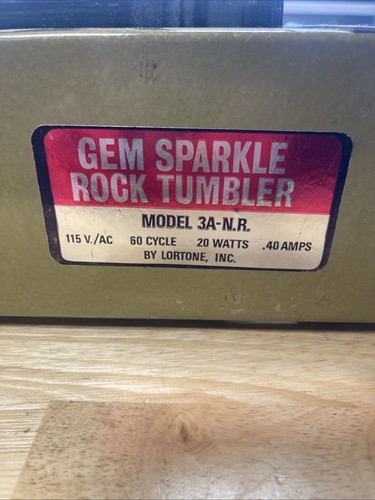 GEM SPARKLE
ROCK TUMBLER
MODEL 3A-N.R.
115 V./AC 60 CYCLE 20 WATTS .40 AMPS
BY LORTONE, INC.